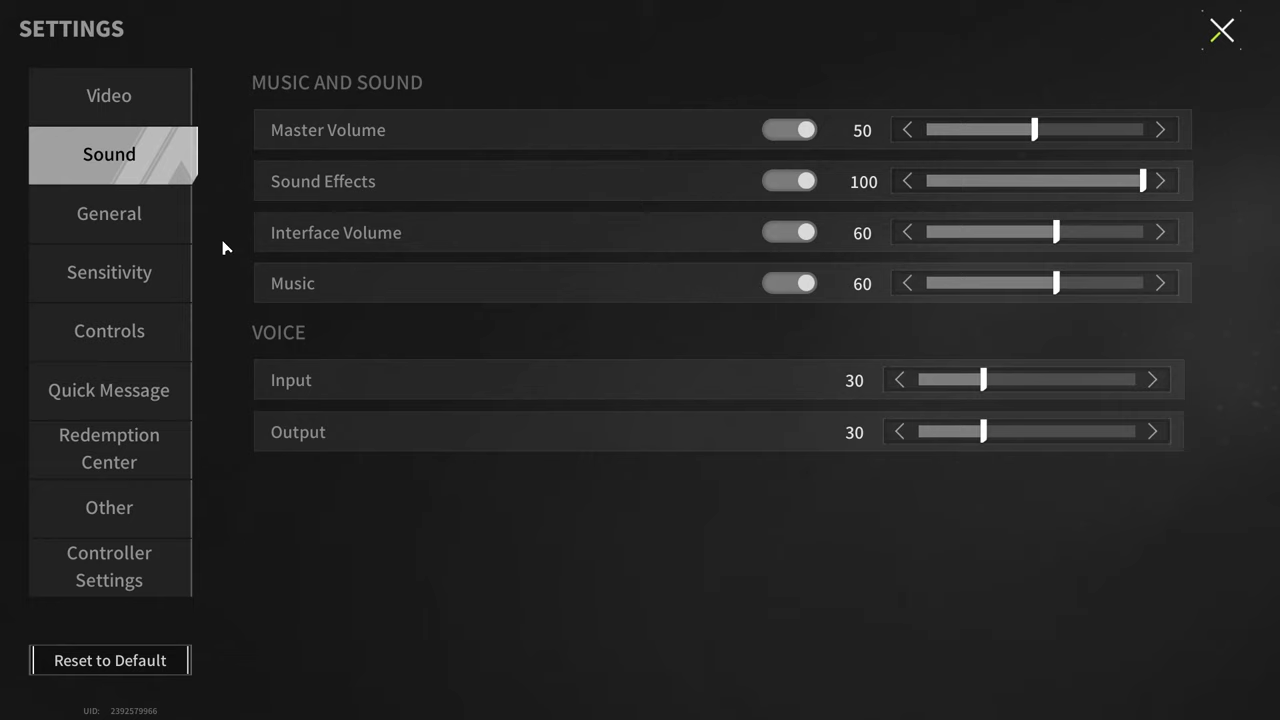 SETTINGS
Video
Sound
General
Sensitivity
Controls
Quick Message
Redemption
Center
Other
Controller
Settings
Reset to Default
UID: 2392579966
MUSIC AND SOUND
Master Volume 50
Sound Effects 100
Interface Volume 60
Music 60
VOICE
Input 30
Output 30